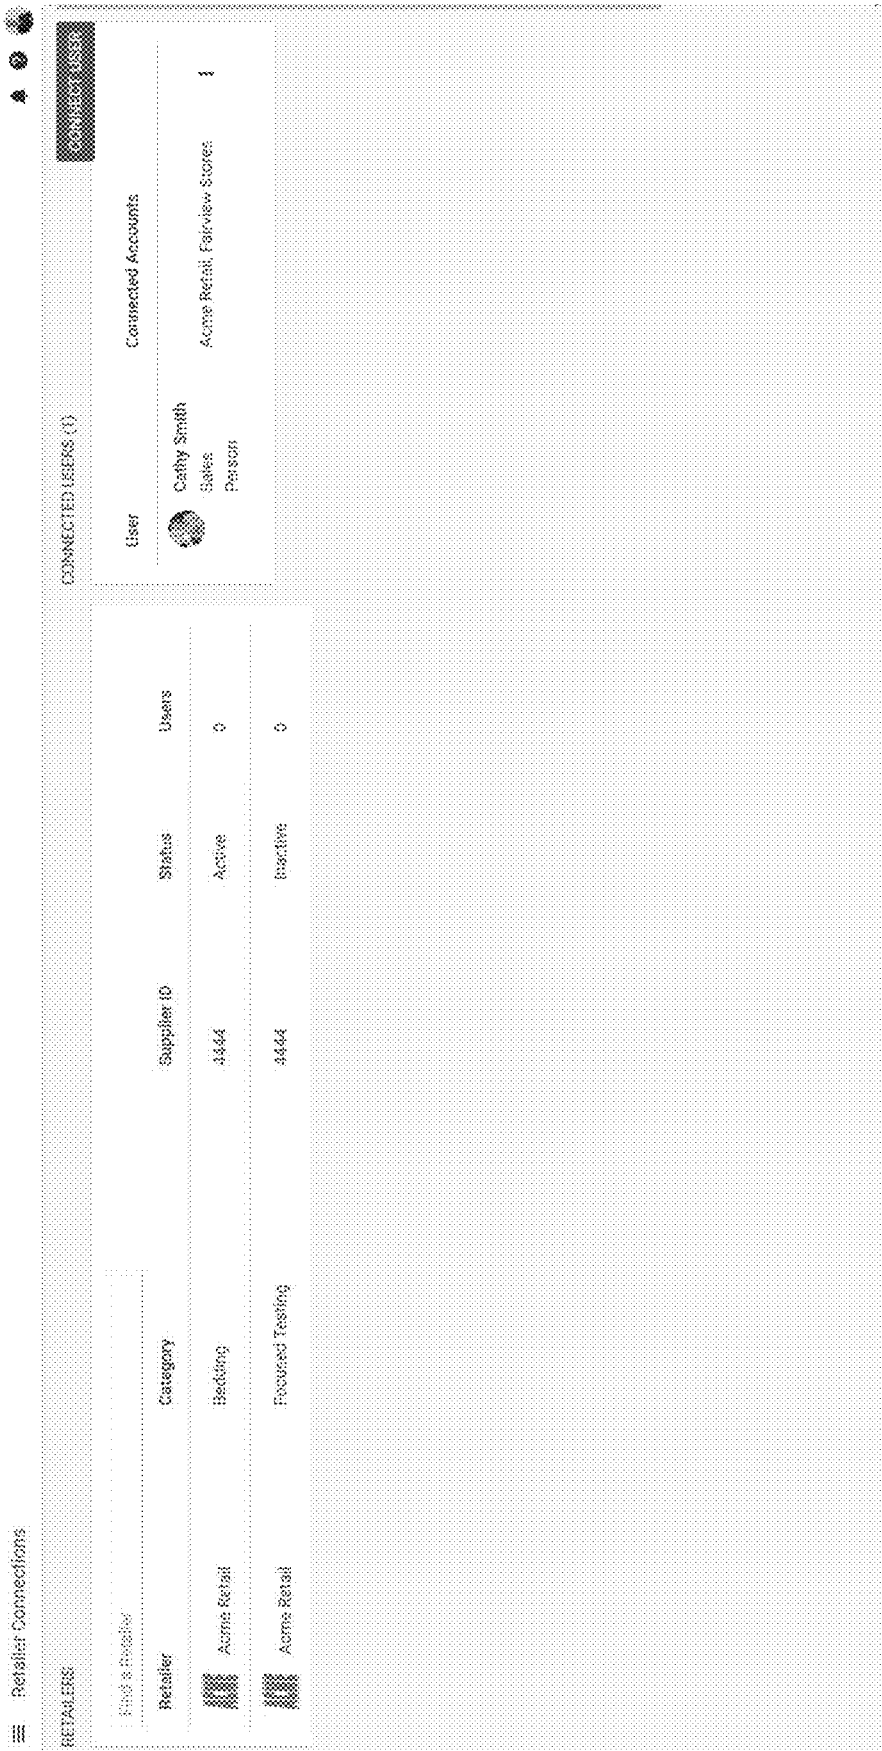 Retailer Connections
RETAILERS
Find a Retailer
Retailer Category Supplier ID Status Users
Acme Retail Bedding 4444 Active 0
Acme Retail Focused Testing 4444 Inactive 0
CONNECTED USERS (1)
CONNECT USER
User Connected Accounts
Cathy Smith
Sales Acme Retail, Fairview Stores
Person